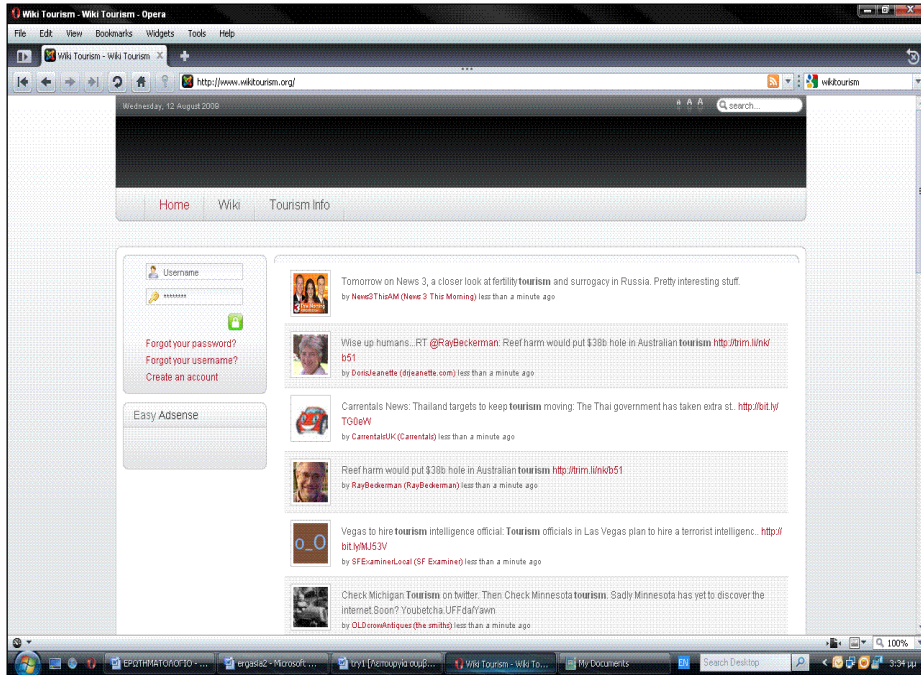 Wiki Tourism - Wiki Tourism - Opera
File Edit View Bookmarks Widgets Tools Help
Wiki Tourism - Wiki Tourism
http://www.wikitourism.org/ wikitourism
Wednesday, 12 August 2009 A A A search...
Home Wiki Tourism Info
Username
********
Forgot your password?
Forgot your username?
Create an account
Easy Adsense
Tomorrow on News 3, a closer look at fertility tourism and surrogacy in Russia. Pretty interesting stuff.
by News3ThisAM (News 3 This Morning) less than a minute ago
Wise up humans...RT @RayBeckerman: Reef harm would put $38b hole in Australian tourism http://trim.li/nk/
b51
by DorisJeanette (drjeanette.com) less than a minute ago
Carrentals News: Thailand targets to keep tourism moving: The Thai government has taken extra st.. http://bit.ly/
TG0eW
by CarrentalsUK (Carrentals) less than a minute ago
Reef harm would put $38b hole in Australian tourism http://trim.li/nk/b51
by RayBeckerman (RayBeckerman) less than a minute ago
o_O
Vegas to hire tourism intelligence official: Tourism officials in Las Vegas plan to hire a terrorist intelligenc.. http://
bit.ly/MJ53V
by SFExaminerLocal (SF Examiner) less than a minute ago
Check Michigan Tourism on twitter. Then Check Minnesota tourism. Sadly Minnesota has yet to discover the
internet.Soon? Youbetcha.UFFda/Yawn
by OLDcrowAntiques (the smiths) less than a minute ago
100%
ΕΡΩΤΗΜΑΤΟΛΟΓΙΟ - ... ergasia2 - Microsoft ... try1 [Λειτουργία συμβ... Wiki Tourism - Wiki To... My Documents EN Search Desktop 3:34 μμ